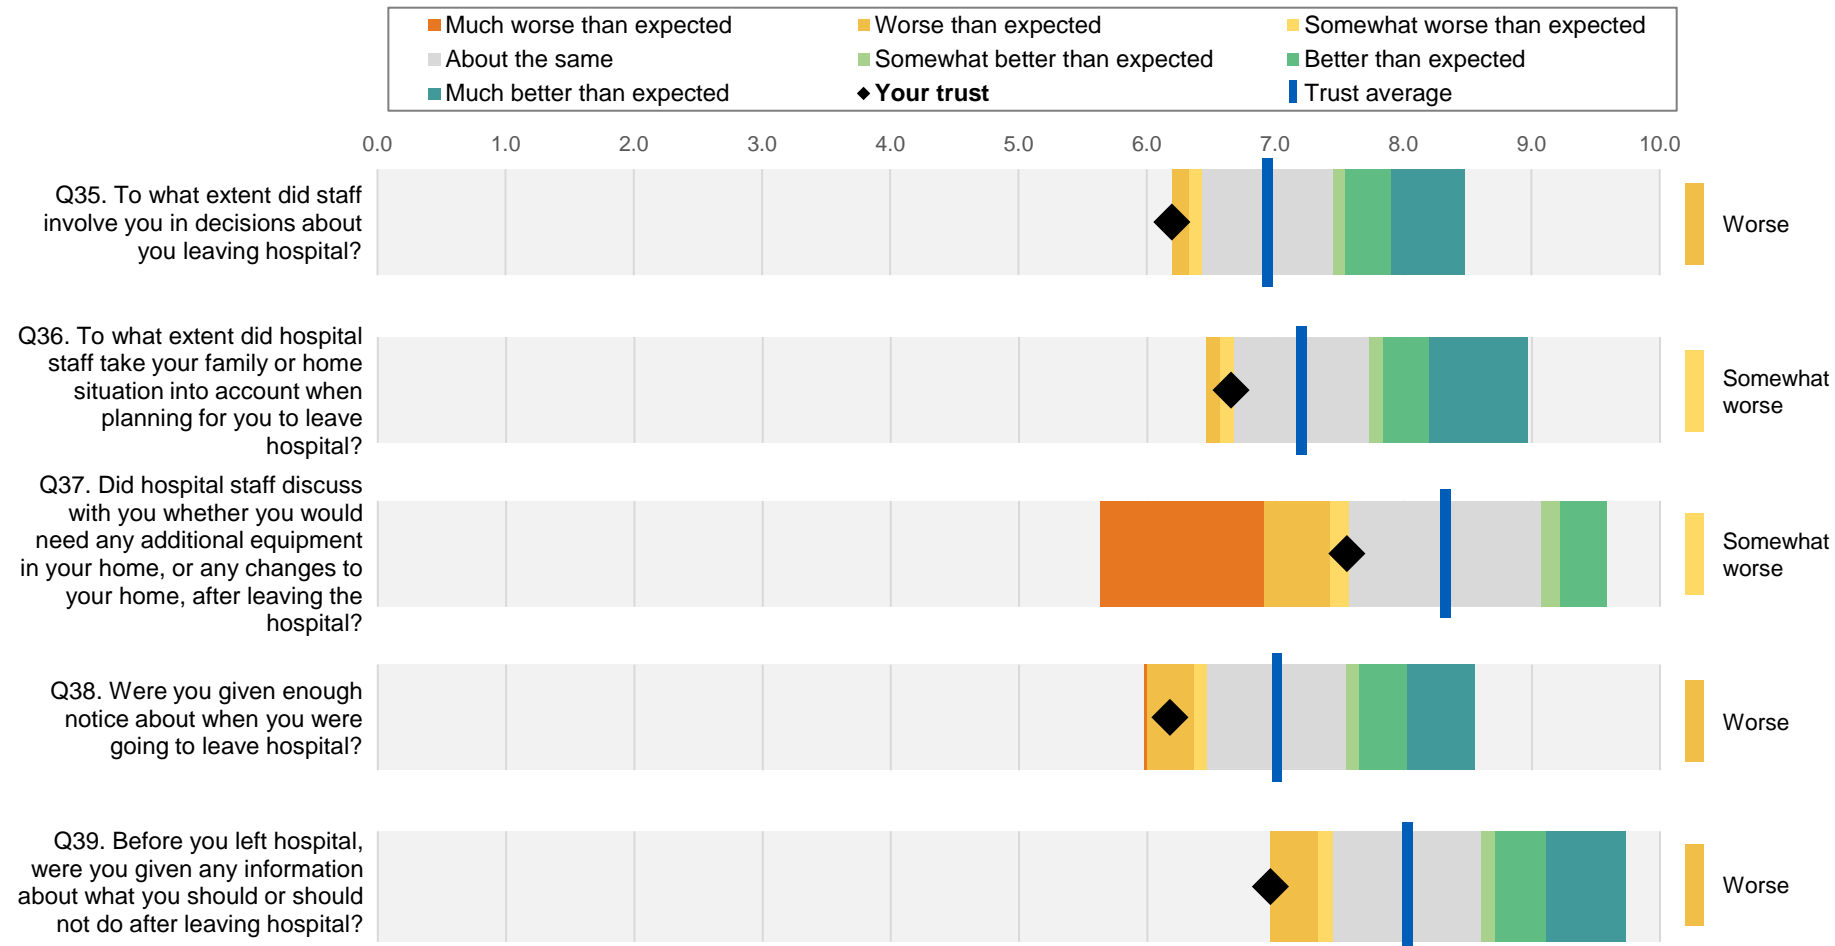 Much worse than expected
Worse than expected
Somewhat worse than expected
About the same
Somewhat better than expected
Better than expected
Much better than expected
Your trust
Trust average
0.0 1.0 2.0 3.0 4.0 5.0 6.0 7.0 8.0 9.0 10.0
Q35. To what extent did staff
involve you in decisions about
you leaving hospital?
Worse
Q36. To what extent did hospital
staff take your family or home
situation into account when
planning for you to leave
hospital?
Somewhat
worse
Q37. Did hospital staff discuss
with you whether you would
need any additional equipment
in your home, or any changes to
your home, after leaving the
hospital?
Somewhat
worse
Q38. Were you given enough
notice about when you were
going to leave hospital?
Worse
Q39. Before you left hospital,
were you given any information
about what you should or should
not do after leaving hospital?
Worse